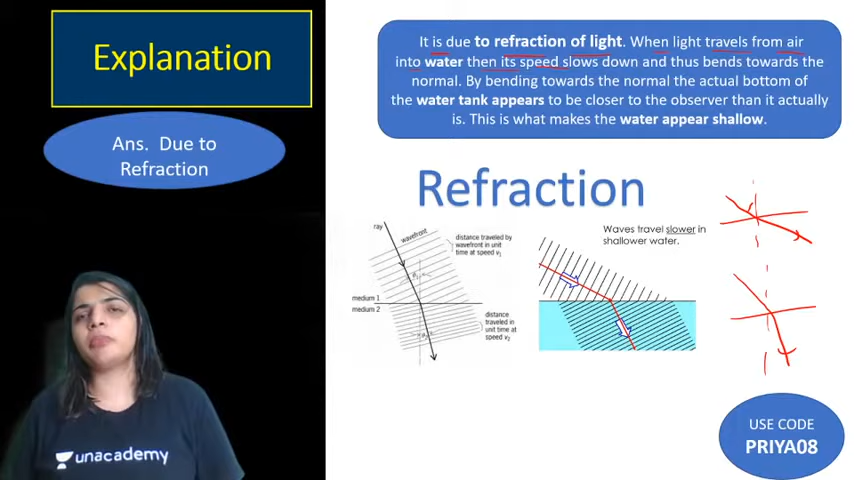 Explanation
Ans. Due to
Refraction
It is due to refraction of light. When light travels from air
into water then its speed slows down and thus bends towards the
normal. By bending towards the normal the actual bottom of
the water tank appears to be closer to the observer than it actually
is. This is what makes the water appear shallow.
Refraction
ray
wavefront
distance traveled by
wavefront in unit
time at speed v₁
medium 1
medium 2
distance
traveled in
unit time at
speed v₂
Waves travel slower in
shallower water.
unacademy
USE CODE
PRIYA08